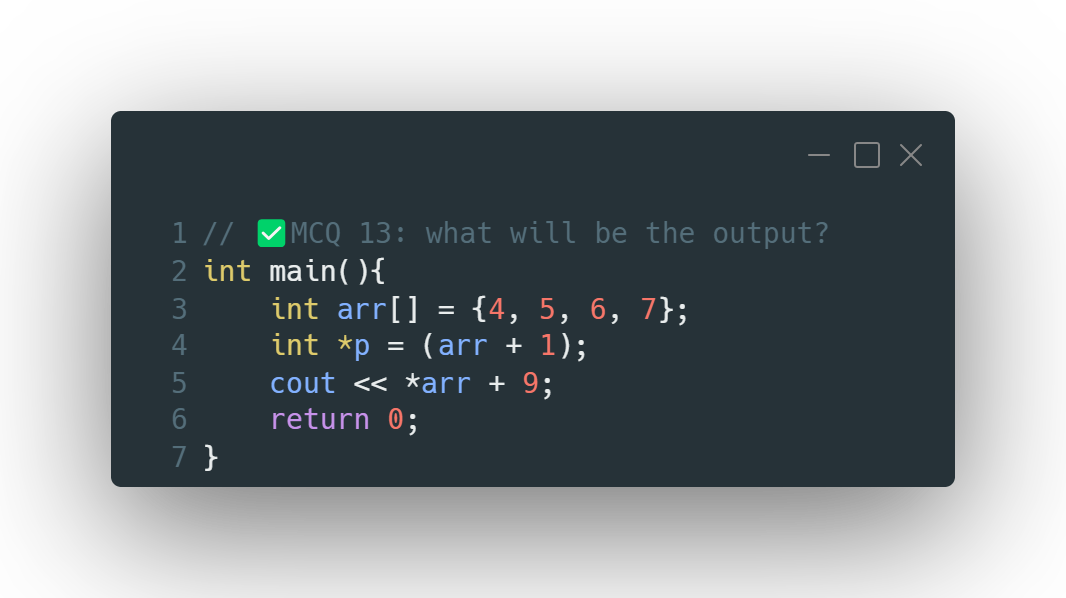 1 // ✅MCQ 13: what will be the output?
2 int main(){
3     int arr[] = {4, 5, 6, 7};
4     int *p = (arr + 1);
5     cout << *arr + 9;
6     return 0;
7 }